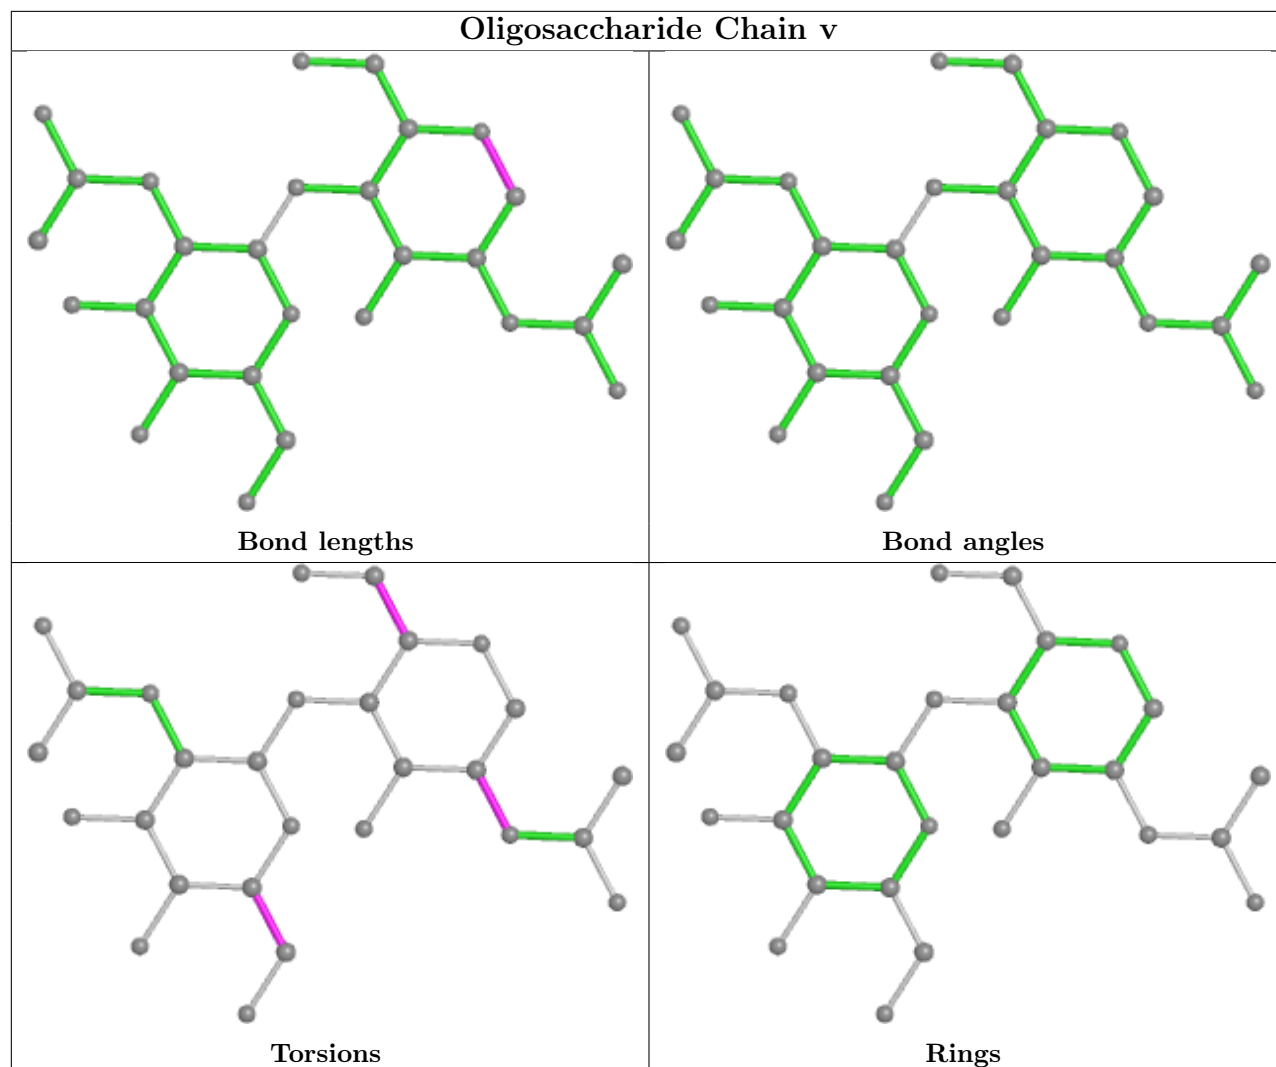 Oligosaccharide Chain v
Bond lengths
Bond angles
Torsions
Rings